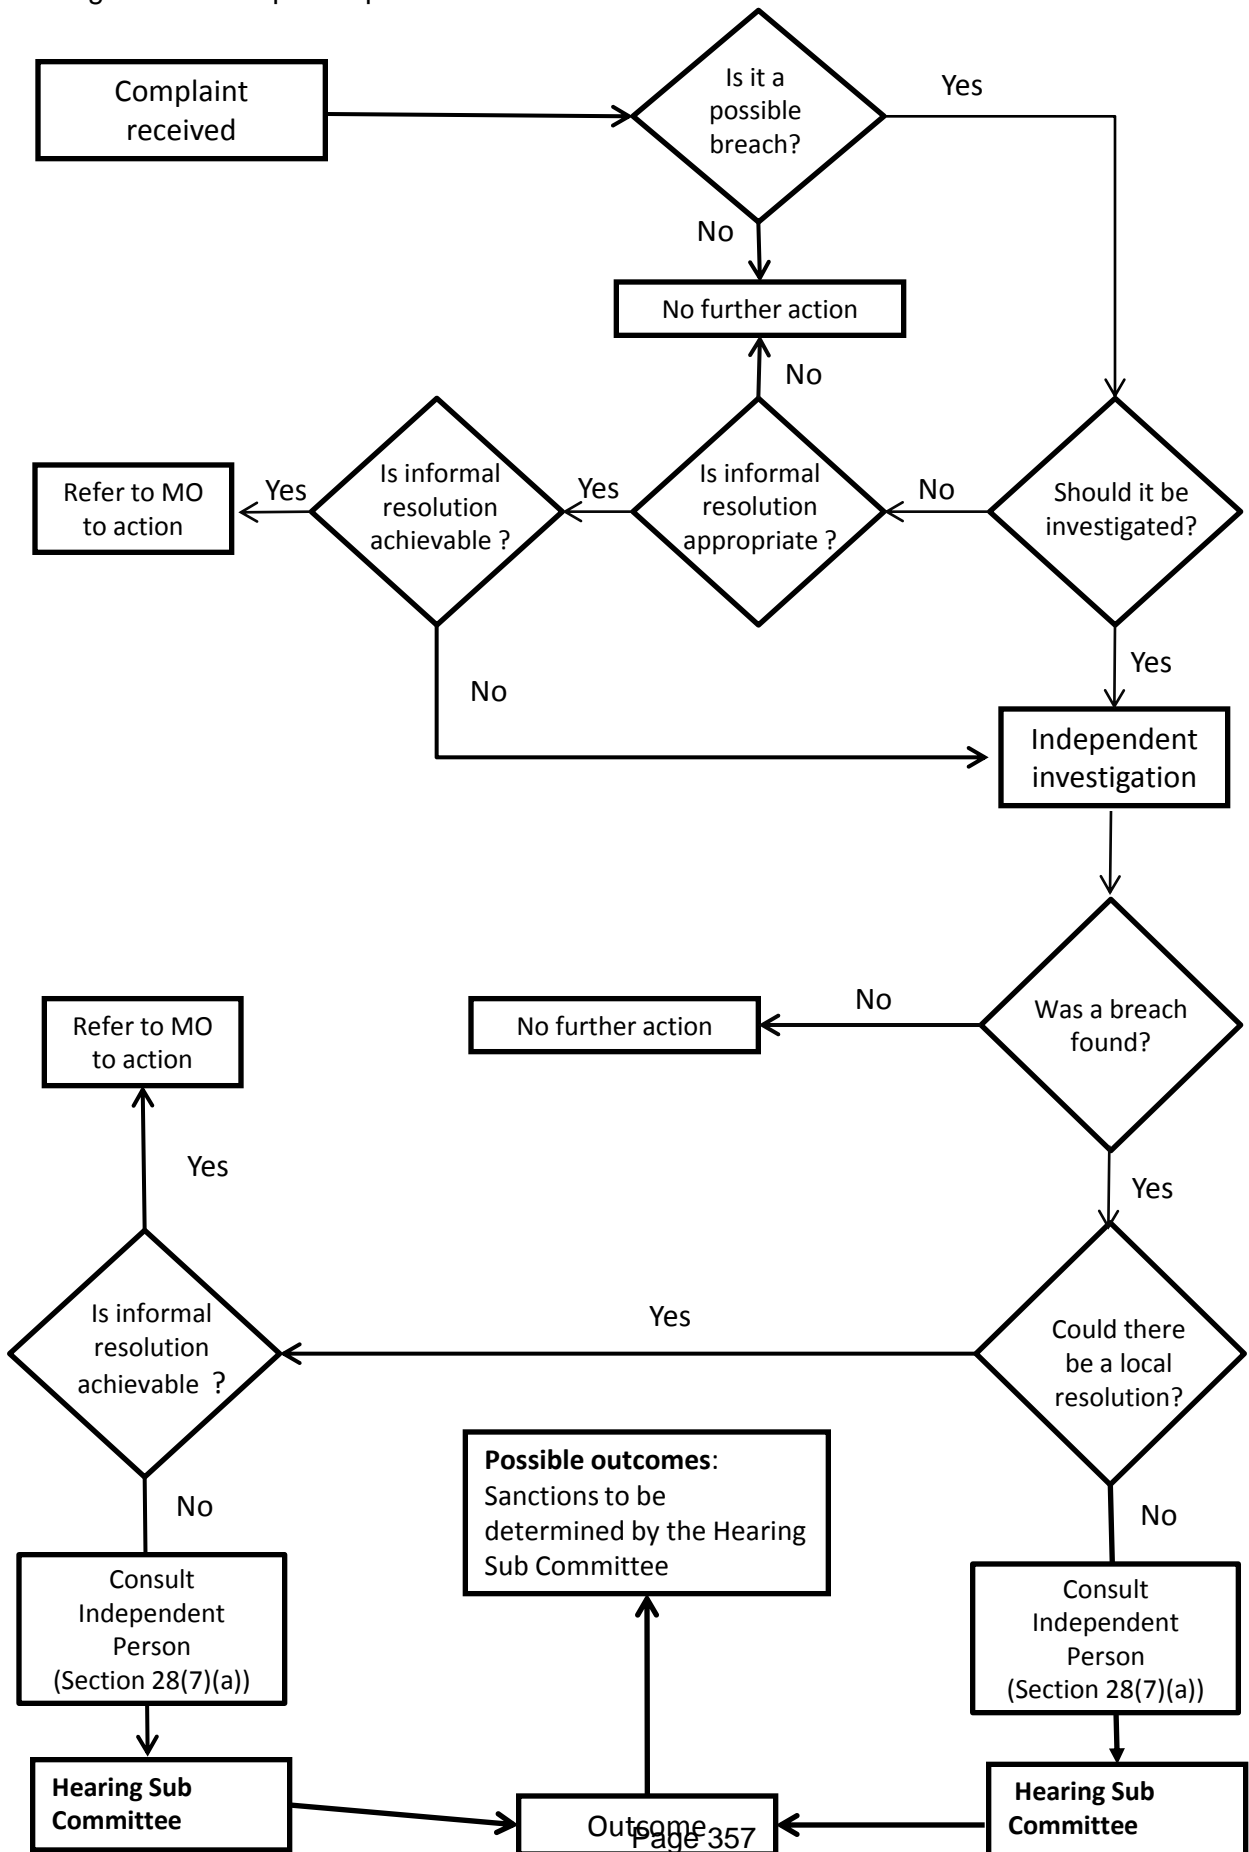 Complaint
received
Is it a
possible
breach?
Yes
No
No further action
No
Refer to MO
to action
Yes
Is informal
resolution
achievable ?
Yes
Is informal
resolution
appropriate ?
No
Should it be
investigated?
No
Yes
Independent
investigation
Refer to MO
to action
No further action
No
Was a breach
found?
Yes
Yes
Is informal
resolution
achievable ?
Yes
Could there
be a local
resolution?
Possible outcomes:
Sanctions to be
determined by the Hearing
Sub Committee
No
No
Consult
Independent
Person
(Section 28(7)(a))
Consult
Independent
Person
(Section 28(7)(a))
Hearing Sub
Committee
Outcome
Hearing Sub
Committee
Page 357